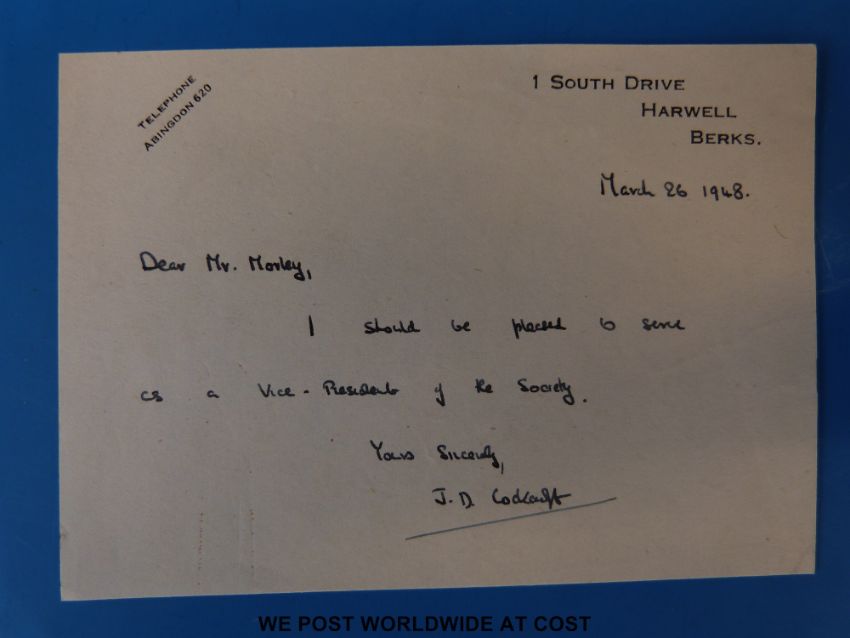 TELEPHONE
ABINGDON 620
1 SOUTH DRIVE
HARWELL
BERKS.
March 26 1948.
Dear Mr. Morley,
I should be pleased to serve
as a Vice-President of the Society.
Yours Sincerely,
J. D. Cockcroft
WE POST WORLDWIDE AT COST